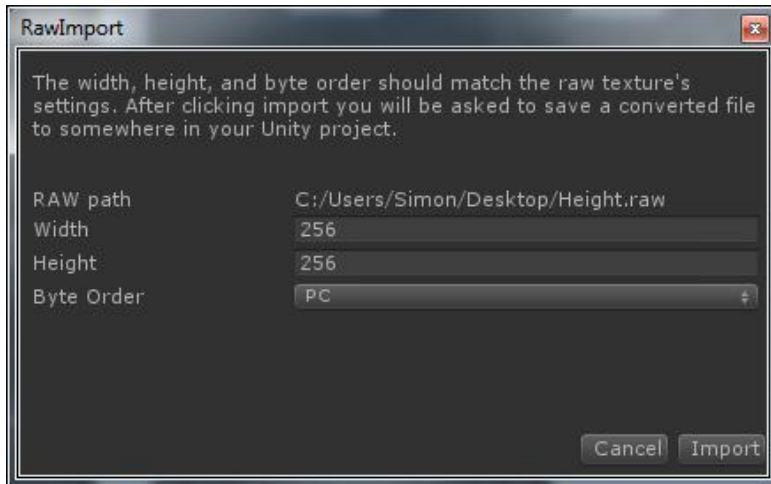 RawImport
The width, height, and byte order should match the raw texture's
settings. After clicking import you will be asked to save a converted file
to somewhere in your Unity project.
RAW path C:/Users/Simon/Desktop/Height.raw
Width 256
Height 256
Byte Order PC
Cancel Import